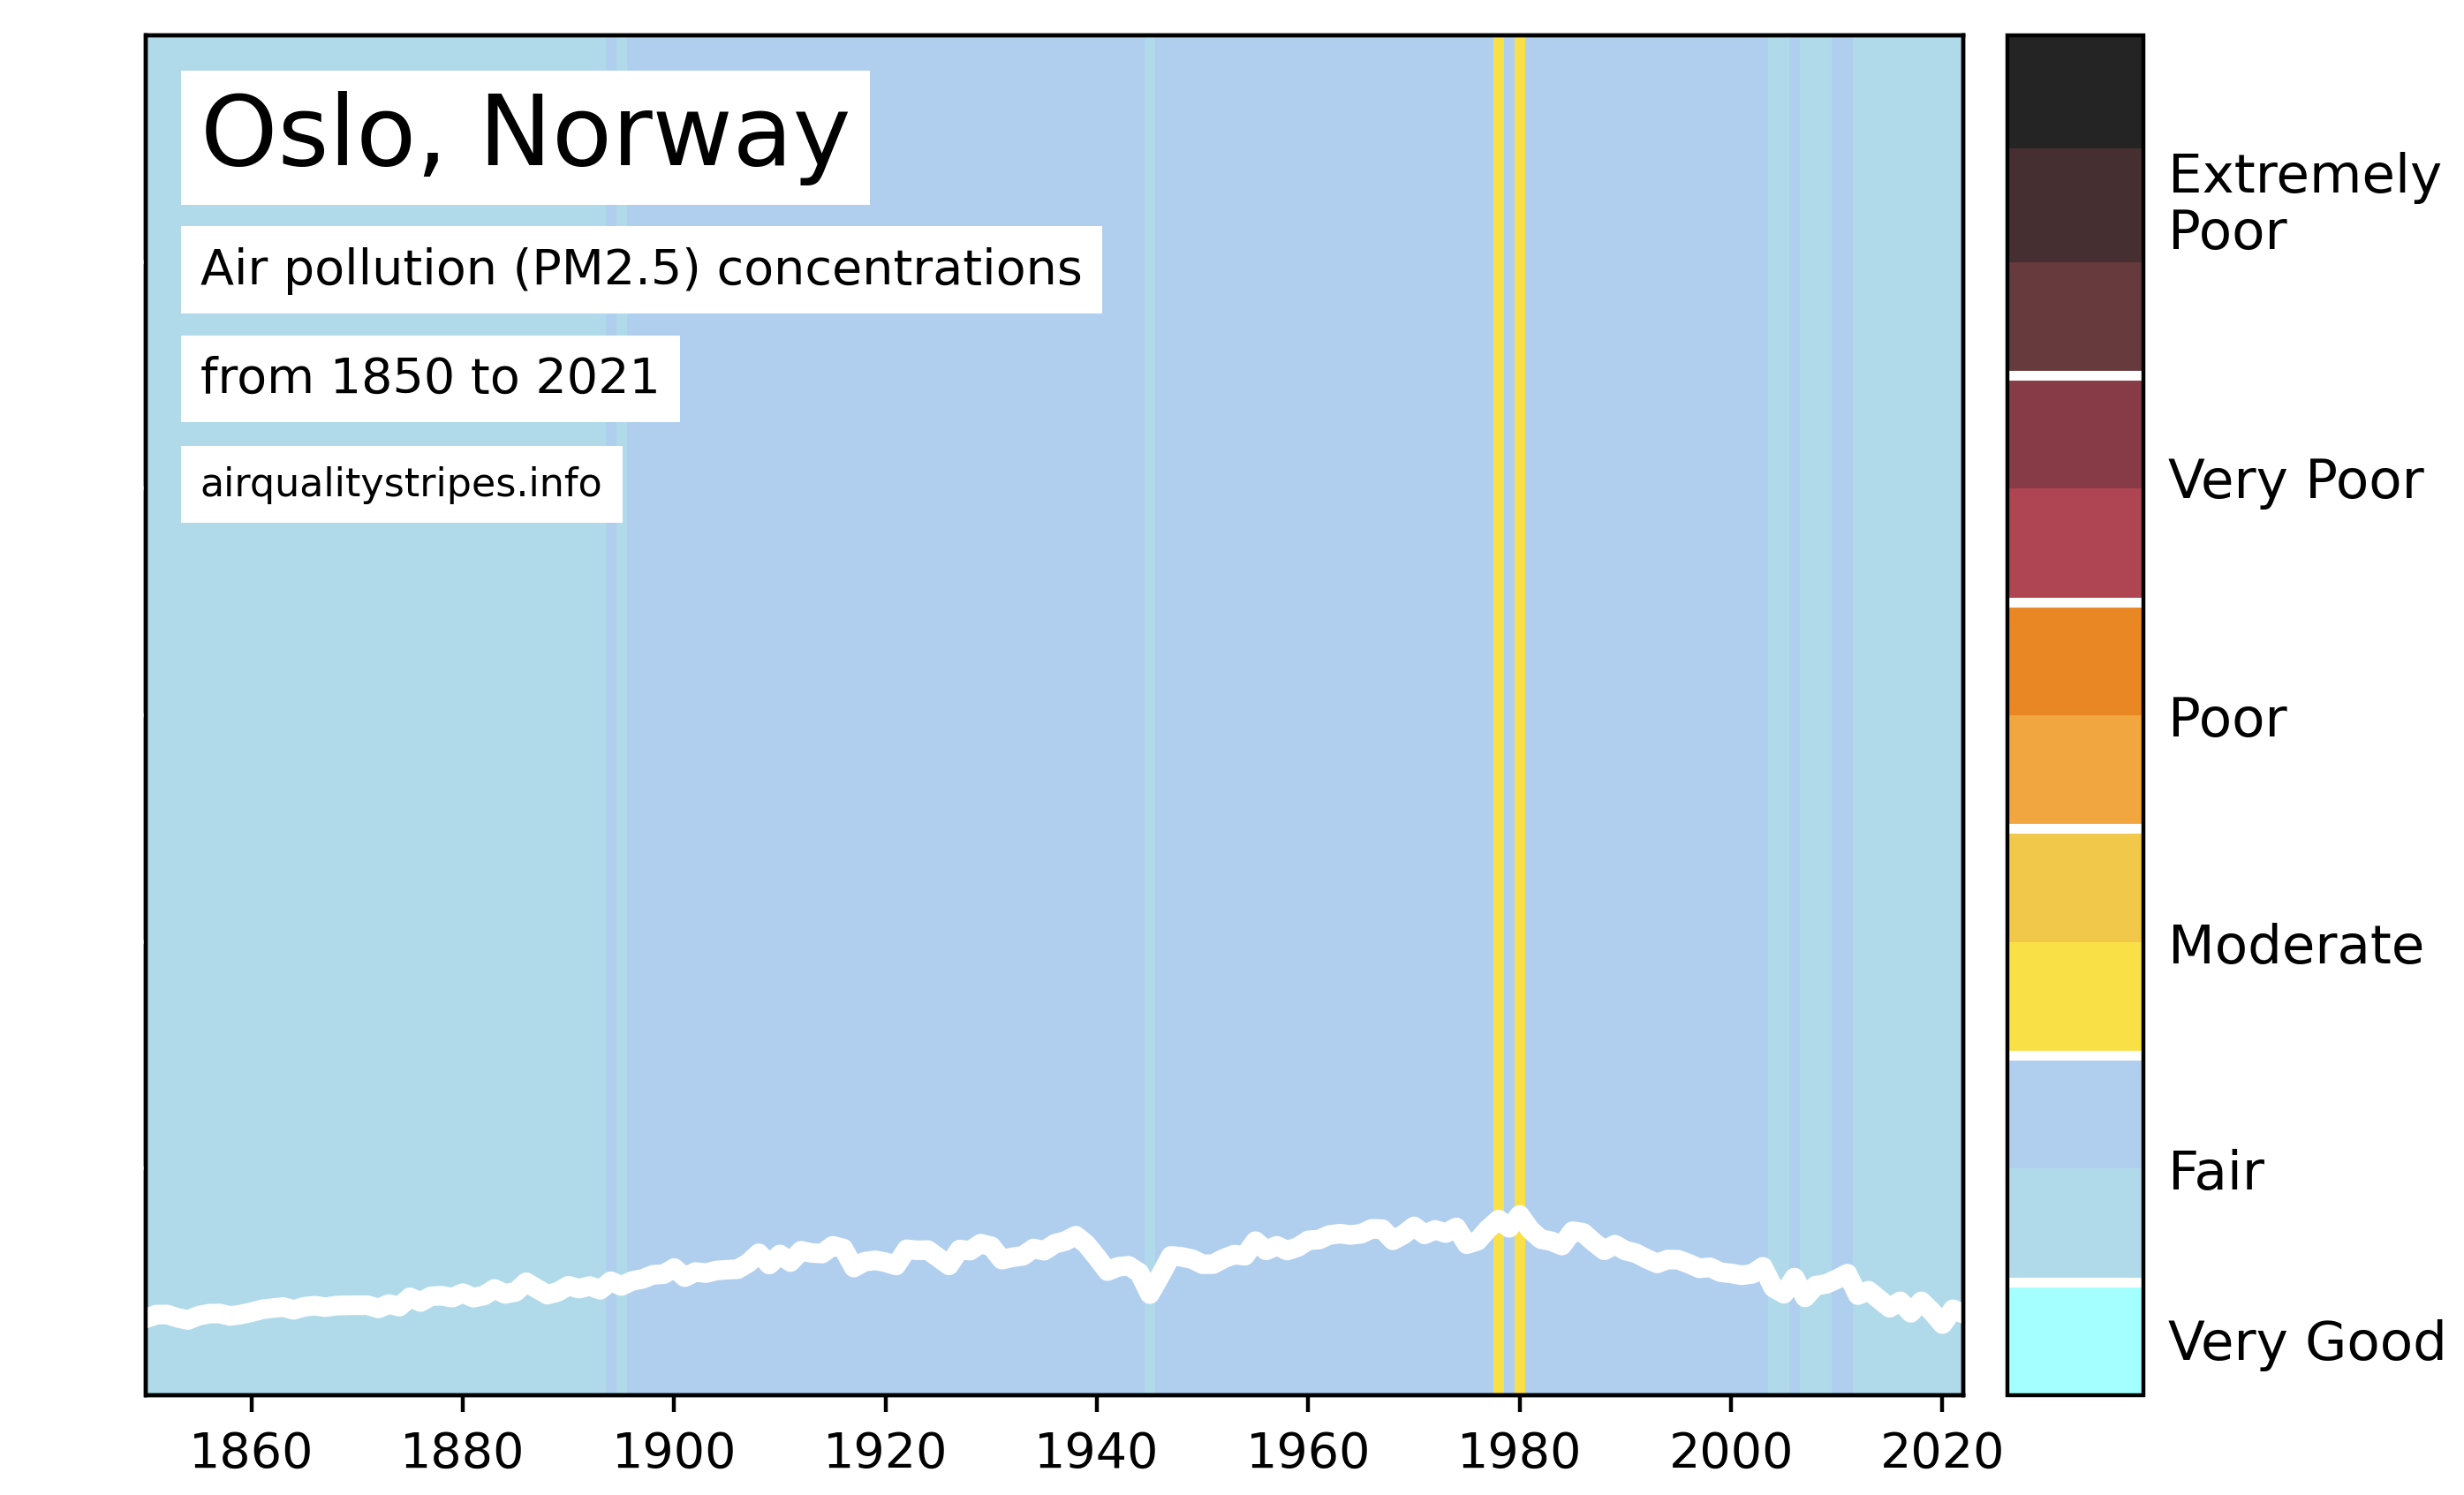 Oslo, Norway
Air pollution (PM2.5) concentrations
from 1850 to 2021
airqualitystripes.info
Extremely
Poor
Very Poor
Poor
Moderate
Fair
Very Good
1860 1880 1900 1920 1940 1960 1980 2000 2020